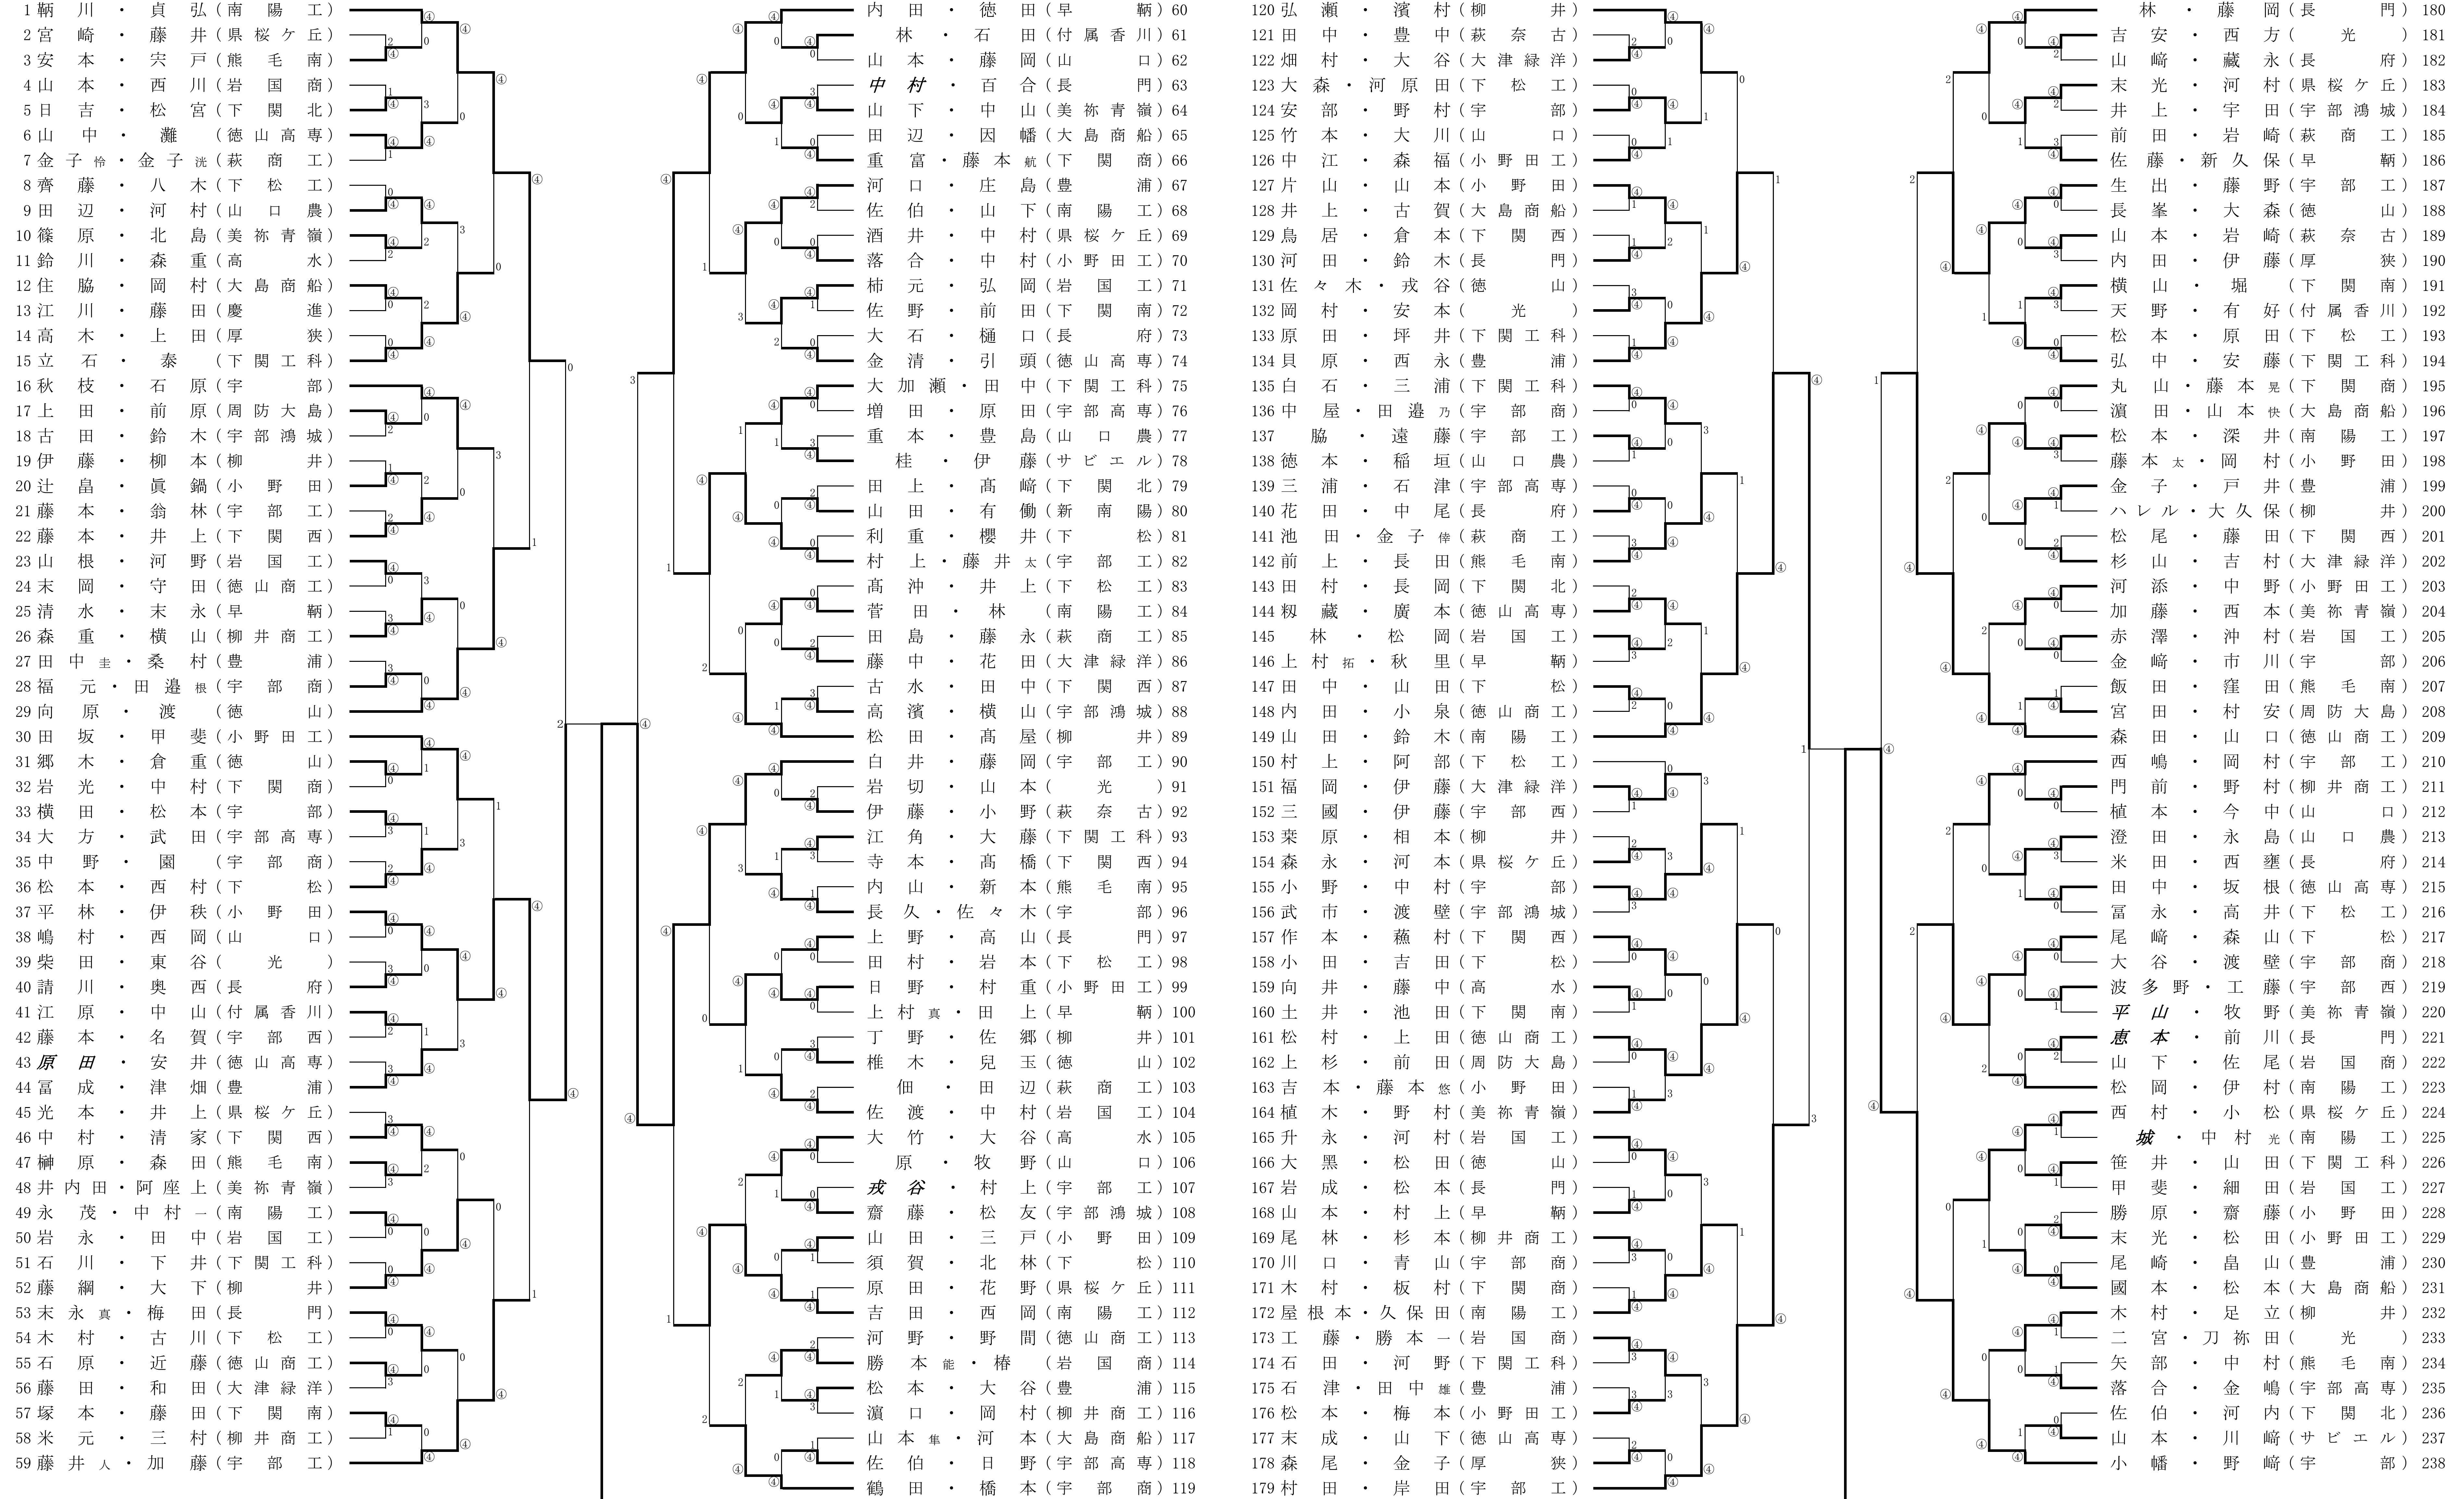 1 鞆川・貞弘(南陽工)
2 宮崎・藤井(県桜ケ丘)
3 安本・宍戸(熊毛南)
4 山本・西川(岩国商)
5 日吉・松宮(下関北)
6 山中・灘(徳山高専)
7 金子怜・金子洸(萩商工)
8 齊藤・八木(下松工)
9 田辺・河村(山口農)
10 篠原・北島(美祢青嶺)
11 鈴川・森重(高水)
12 住脇・岡村(大島商船)
13 江川・藤田(慶進)
14 高木・上田(厚狭)
15 立石・泰(下関工科)
16 秋枝・石原(宇部)
17 上田・前原(周防大島)
18 古田・鈴木(宇部鴻城)
19 伊藤・柳本(柳井)
20 辻畠・眞鍋(小野田)
21 藤本・翁林(宇部工)
22 藤本・井上(下関西)
23 山根・河野(岩国工)
24 末岡・守田(徳山商工)
25 清水・末永(早鞆)
26 森重・横山(柳井商工)
27 田中圭・桑村(豊浦)
28 福元・田邉根(宇部商)
29 向原・渡(徳山)
30 田坂・甲斐(小野田工)
31 郷木・倉重(徳山)
32 岩光・中村(下関商)
33 横田・松本(宇部)
34 大方・武田(宇部高専)
35 中野・園(宇部商)
36 松本・西村(下松)
37 平林・伊秩(小野田)
38 嶋村・西岡(山口)
39 柴田・東谷(光)
40 請川・奥西(長府)
41 江原・中山(付属香川)
42 藤本・名賀(宇部西)
43 原田・安井(徳山高専)
44 冨成・津畑(豊浦)
45 光本・井上(県桜ケ丘)
46 中村・清家(下関西)
47 榊原・森田(熊毛南)
48 井内田・阿座上(美祢青嶺)
49 永茂・中村一(南陽工)
50 岩永・田中(岩国工)
51 石川・下井(下関工科)
52 藤綱・大下(柳井)
53 末永真・梅田(長門)
54 木村・古川(下松工)
55 石原・近藤(徳山商工)
56 藤田・和田(大津緑洋)
57 塚本・藤田(下関南)
58 米元・三村(柳井商工)
59 藤井人・加藤(宇部工)
内田・徳田(早鞆)60
林・石田(付属香川)61
山本・藤岡(山口)62
中村・百合(長門)63
山下・中山(美祢青嶺)64
田辺・因幡(大島商船)65
重富・藤本航(下関商)66
河口・庄島(豊浦)67
佐伯・山下(南陽工)68
酒井・中村(県桜ケ丘)69
落合・中村(小野田工)70
柿元・弘岡(岩国工)71
佐野・前田(下関南)72
大石・樋口(長府)73
金清・引頭(徳山高専)74
大加瀬・田中(下関工科)75
増田・原田(宇部高専)76
重本・豊島(山口農)77
桂・伊藤(サビエル)78
田上・髙﨑(下関北)79
山田・有働(新南陽)80
利重・櫻井(下松)81
村上・藤井太(宇部工)82
髙沖・井上(下松工)83
菅田・林(南陽工)84
田島・藤永(萩商工)85
藤中・花田(大津緑洋)86
古水・田中(下関西)87
高濱・横山(宇部鴻城)88
松田・髙屋(柳井)89
白井・藤岡(宇部工)90
岩切・山本(光)91
伊藤・小野(萩奈古)92
江角・大藤(下関工科)93
寺本・髙橋(下関西)94
内山・新本(熊毛南)95
長久・佐々木(宇部)96
上野・高山(長門)97
田村・岩本(下松工)98
日野・村重(小野田工)99
上村真・田上(早鞆)100
丁野・佐郷(柳井)101
椎木・兒玉(徳山)102
佃・田辺(萩商工)103
佐渡・中村(岩国工)104
大竹・大谷(高水)105
原・牧野(山口)106
戎谷・村上(宇部工)107
齋藤・松友(宇部鴻城)108
山田・三戸(小野田)109
須賀・北林(下松)110
原田・花野(県桜ケ丘)111
吉田・西岡(南陽工)112
河野・野間(徳山商工)113
勝本能・椿(岩国商)114
松本・大谷(豊浦)115
濵口・岡村(柳井商工)116
山本隼・河本(大島商船)117
佐伯・日野(宇部高専)118
鶴田・橋本(宇部商)119
120 弘瀬・濱村(柳井)
121 田中・豊中(萩奈古)
122 畑村・大谷(大津緑洋)
123 大森・河原田(下松工)
124 安部・野村(宇部)
125 竹本・大川(山口)
126 中江・森福(小野田工)
127 片山・山本(小野田)
128 井上・古賀(大島商船)
129 鳥居・倉本(下関西)
130 河田・鈴木(長門)
131 佐々木・戎谷(徳山)
132 岡村・安本(光)
133 原田・坪井(下関工科)
134 貝原・西永(豊浦)
135 白石・三浦(下関工科)
136 中屋・田邉乃(宇部商)
137 脇・遠藤(宇部工)
138 徳本・稲垣(山口農)
139 三浦・石津(宇部高専)
140 花田・中尾(長府)
141 池田・金子倖(萩商工)
142 前上・長田(熊毛南)
143 田村・長岡(下関北)
144 籾藏・廣本(徳山高専)
145 林・松岡(岩国工)
146 上村拓・秋里(早鞆)
147 田中・山田(下松)
148 内田・小泉(徳山商工)
149 山田・鈴木(南陽工)
150 村上・阿部(下松工)
151 福岡・伊藤(大津緑洋)
152 三國・伊藤(宇部西)
153 栗原・相本(柳井)
154 森永・河本(県桜ケ丘)
155 小野・中村(宇部)
156 武市・渡壁(宇部鴻城)
157 作本・蘓村(下関西)
158 小田・吉田(下松)
159 向井・藤中(高水)
160 土井・池田(下関南)
161 松村・上田(徳山商工)
162 上杉・前田(周防大島)
163 吉本・藤本悠(小野田)
164 植木・野村(美祢青嶺)
165 升永・河村(岩国工)
166 大黒・松田(徳山)
167 岩成・松本(長門)
168 山本・村上(早鞆)
169 尾林・杉本(柳井商工)
170 川口・青山(宇部商)
171 木村・板村(下関商)
172 屋根本・久保田(南陽工)
173 工藤・勝本一(岩国商)
174 石田・河野(下関工科)
175 石津・田中雄(豊浦)
176 松本・梅本(小野田工)
177 末成・山下(徳山高専)
178 森尾・金子(厚狭)
179 村田・岸田(宇部工)
林・藤岡(長門)180
吉安・西方(光)181
山﨑・藏永(長府)182
末光・河村(県桜ケ丘)183
井上・宇田(宇部鴻城)184
前田・岩崎(萩商工)185
佐藤・新久保(早鞆)186
生出・藤野(宇部工)187
長峯・大森(徳山)188
山本・岩崎(萩奈古)189
内田・伊藤(厚狭)190
横山・堀(下関南)191
天野・有好(付属香川)192
松本・原田(下松工)193
弘中・安藤(下関工科)194
丸山・藤本晃(下関商)195
濵田・山本快(大島商船)196
松本・深井(南陽工)197
藤本太・岡村(小野田)198
金子・戸井(豊浦)199
ハレル・大久保(柳井)200
松尾・藤田(下関西)201
杉山・吉村(大津緑洋)202
河添・中野(小野田工)203
加藤・西本(美祢青嶺)204
赤澤・沖村(岩国工)205
金﨑・市川(宇部)206
飯田・窪田(熊毛南)207
宮田・村安(周防大島)208
森田・山口(徳山商工)209
西嶋・岡村(宇部工)210
門前・野村(柳井商工)211
植本・今中(山口)212
澄田・永島(山口農)213
米田・西壅(長府)214
田中・坂根(徳山高専)215
冨永・高井(下松工)216
尾﨑・森山(下松)217
大谷・渡壁(宇部商)218
波多野・工藤(宇部西)219
平山・牧野(美祢青嶺)220
恵本・前川(長門)221
山下・佐尾(岩国商)222
松岡・伊村(南陽工)223
西村・小松(県桜ケ丘)224
城・中村光(南陽工)225
笹井・山田(下関工科)226
甲斐・細田(岩国工)227
勝原・齋藤(小野田)228
末光・松田(小野田工)229
尾崎・畠山(豊浦)230
國本・松本(大島商船)231
木村・足立(柳井)232
二宮・刀祢田(光)233
矢部・中村(熊毛南)234
落合・金嶋(宇部高専)235
佐伯・河内(下関北)236
山本・川﨑(サビエル)237
小幡・野﨑(宇部)238